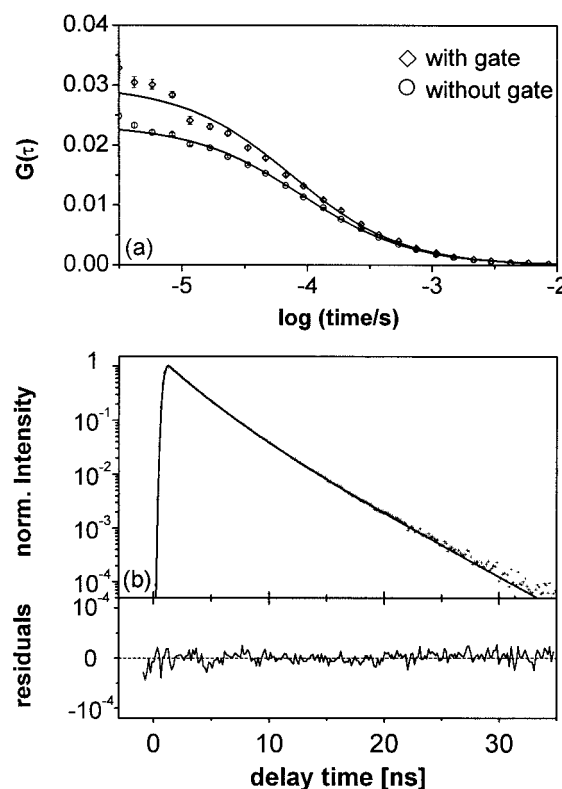 0.04
0.03
0.02
0.01
0.00
G(τ)
with gate
without gate
(a)
-5
-4
-3
-2
log (time/s)
1
10⁻¹
10⁻²
10⁻³
10⁻⁴
norm. Intensity
(b)
10⁻⁴
0
-10⁻⁴
residuals
0
10
20
30
delay time [ns]